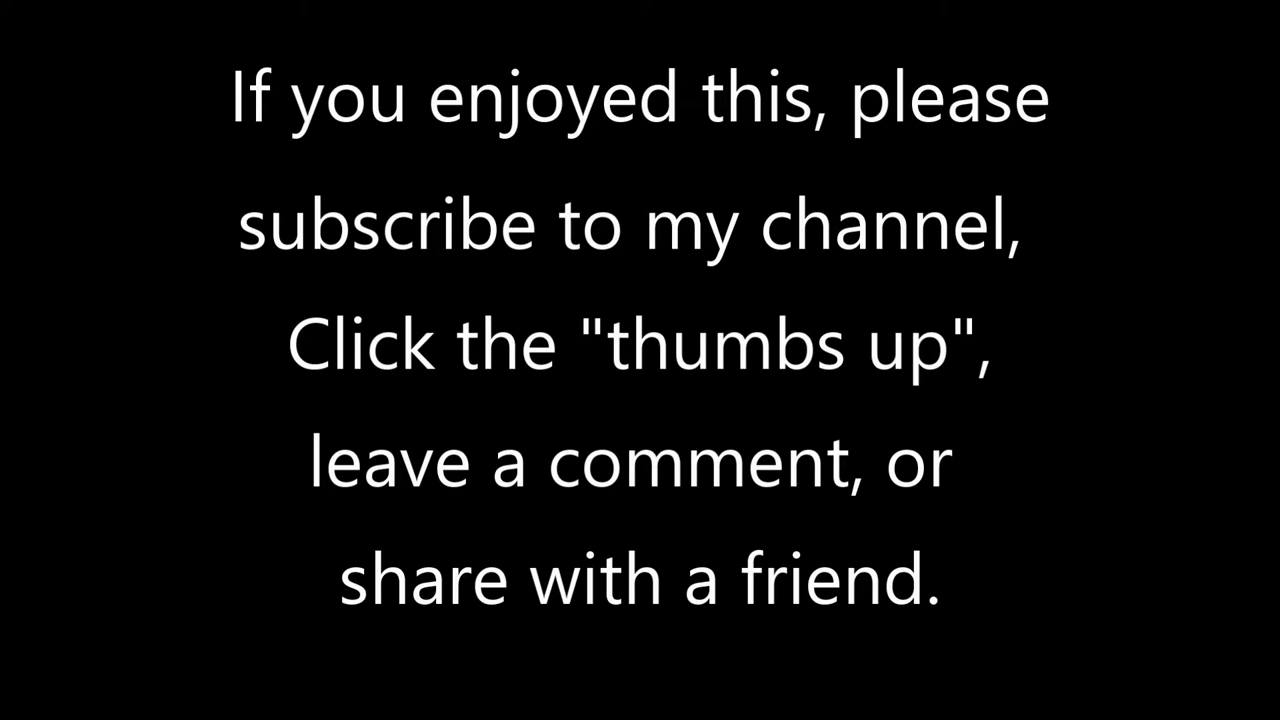 If you enjoyed this, please
subscribe to my channel,
Click the "thumbs up",
leave a comment, or
share with a friend.